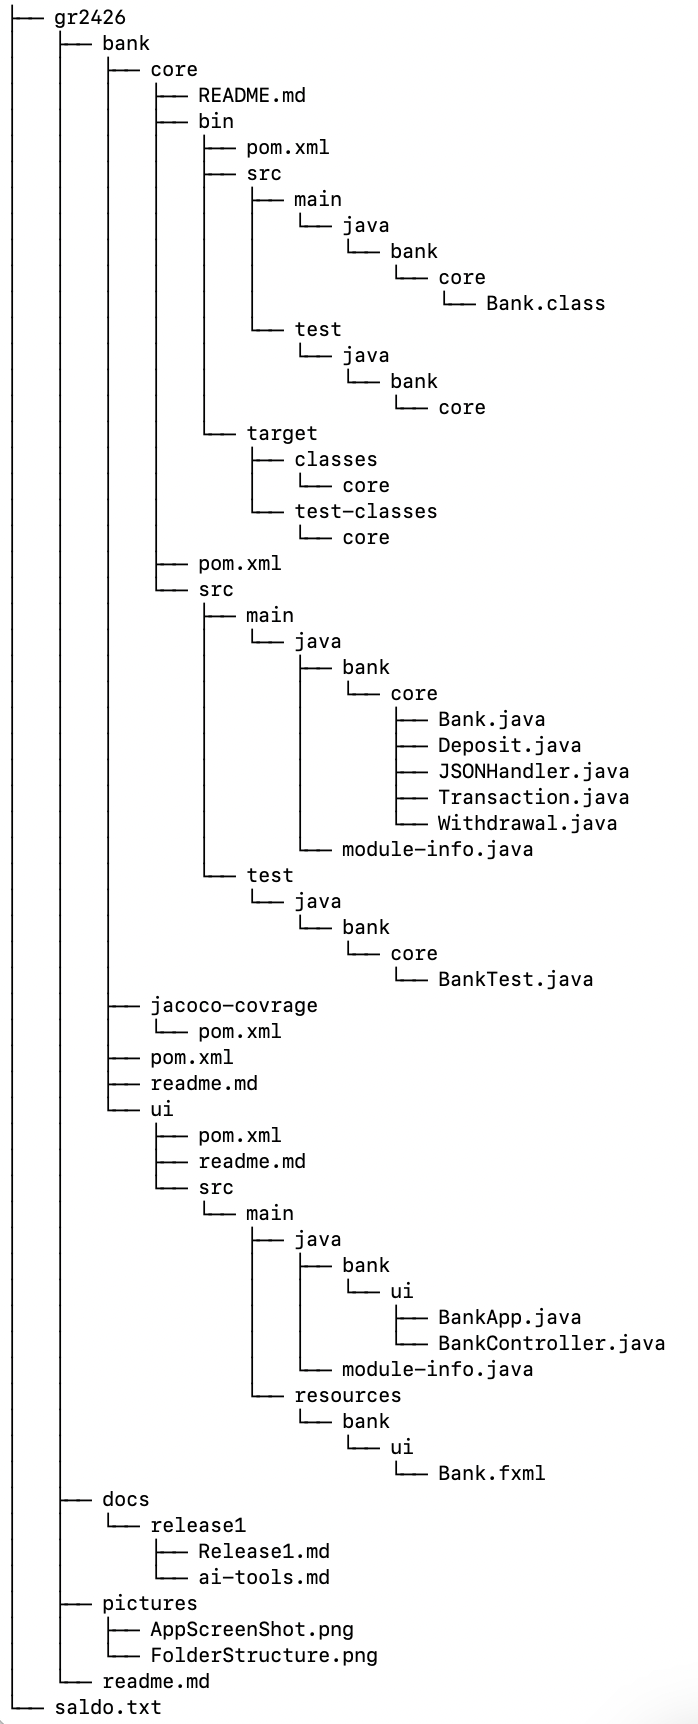 gr2426
bank
core
README.md
bin
pom.xml
src
main
java
bank
core
Bank.class
test
java
bank
core
target
classes
core
test-classes
core
pom.xml
src
main
java
bank
core
Bank.java
Deposit.java
JSONHandler.java
Transaction.java
Withdrawal.java
module-info.java
test
java
bank
core
BankTest.java
jacoco-covrage
pom.xml
pom.xml
readme.md
ui
pom.xml
readme.md
src
main
java
bank
ui
BankApp.java
BankController.java
module-info.java
resources
bank
ui
Bank.fxml
docs
release1
Release1.md
ai-tools.md
pictures
AppScreenShot.png
FolderStructure.png
readme.md
saldo.txt